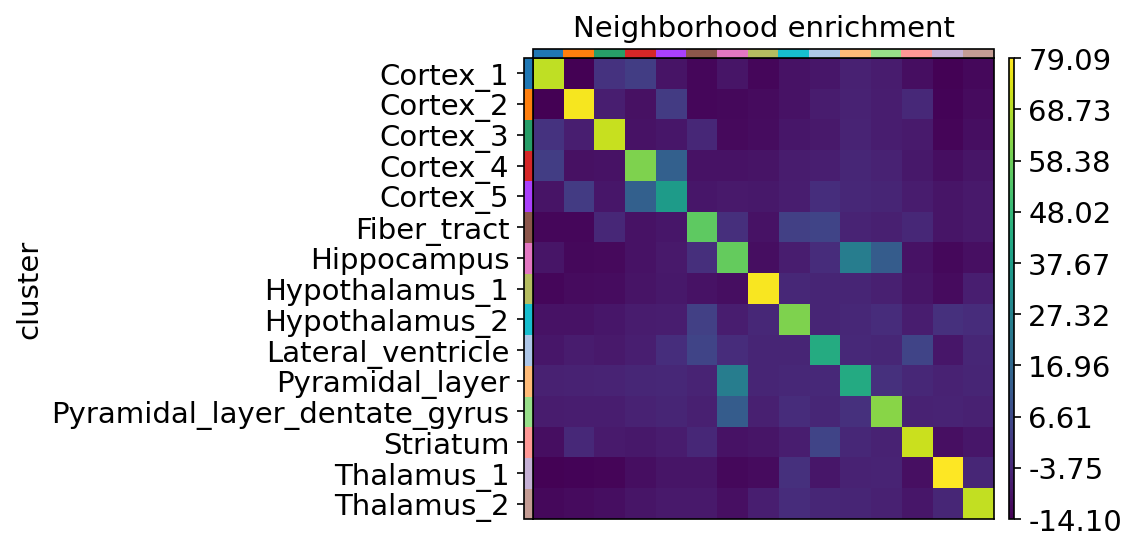 Neighborhood enrichment
cluster
Cortex_1
Cortex_2
Cortex_3
Cortex_4
Cortex_5
Fiber_tract
Hippocampus
Hypothalamus_1
Hypothalamus_2
Lateral_ventricle
Pyramidal_layer
Pyramidal_layer_dentate_gyrus
Striatum
Thalamus_1
Thalamus_2
79.09
68.73
58.38
48.02
37.67
27.32
16.96
6.61
-3.75
-14.10